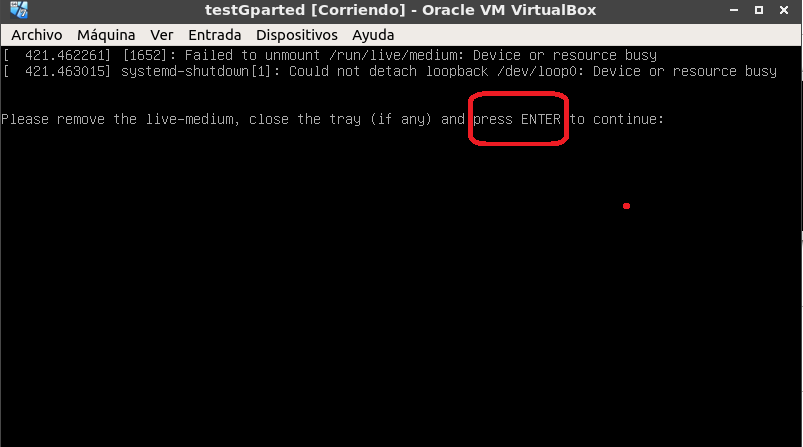 testGparted [Corriendo] - Oracle VM VirtualBox
Archivo Máquina Ver Entrada Dispositivos Ayuda
[  421.462261] [1652]: Failed to unmount /run/live/medium: Device or resource busy
[  421.463015] systemd-shutdown[1]: Could not detach loopback /dev/loop0: Device or resource busy
Please remove the live-medium, close the tray (if any) and press ENTER to continue: